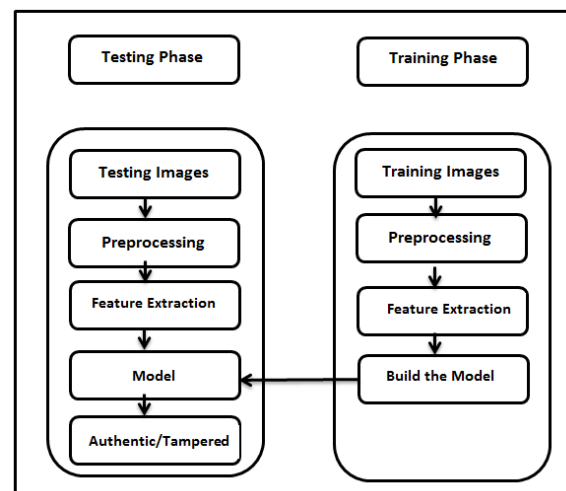 Testing Phase
Training Phase
Testing Images
Preprocessing
Feature Extraction
Model
Authentic/Tampered
Training Images
Preprocessing
Feature Extraction
Build the Model